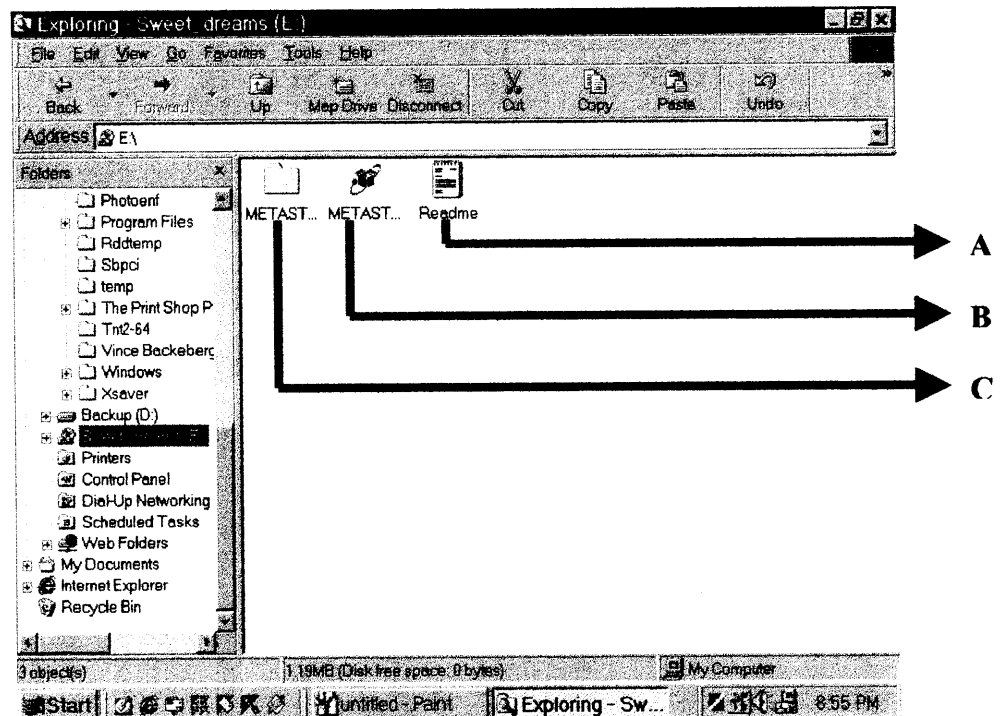 Exploring - Sweet_dreams (E:)
File Edit View Go Favorites Tools Help
Back Forward Up Map Drive Disconnect Cut Copy Paste Undo »
Address E:\
Folders
Photoenf
Program Files
Rddtemp
Sbpci
temp
The Print Shop P
Tnt2-64
Vince Backeberg
Windows
Xsaver
Backup (D:)
Printers
Control Panel
Dial-Up Networking
Scheduled Tasks
Web Folders
My Documents
Internet Explorer
Recycle Bin
METAST... METAST... Readme
A
B
C
3 object(s) 1.19MB (Disk free space: 0 bytes) My Computer
Start untitled - Paint Exploring - Sw... 8:55 PM